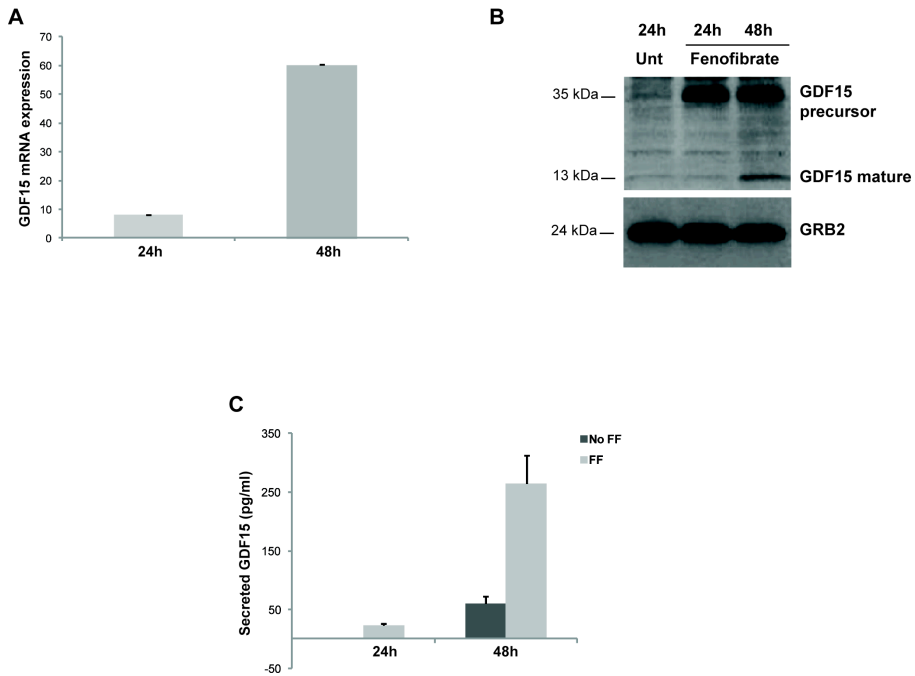 A
GDF15 mRNA expression
70
60
50
40
30
20
10
0
24h
48h
B
24h 24h 48h
Unt Fenofibrate
35 kDa
GDF15
precursor
13 kDa
GDF15 mature
24 kDa
GRB2
C
Secreted GDF15 (pg/ml)
350
250
150
50
-50
24h
48h
No FF
FF